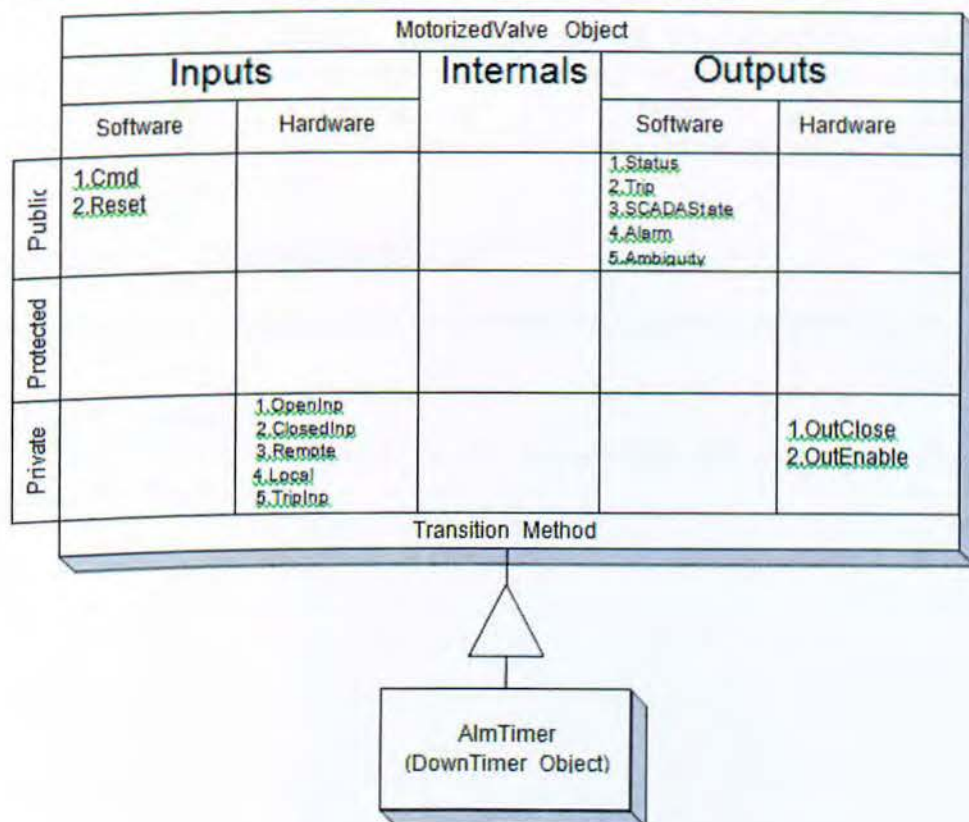 MotorizedValve Object
Inputs Internals Outputs
Software Hardware Software Hardware
Public
1.Cmd
2.Reset
1.Status
2.Trip
3.SCADAState
4.Alarm
5.Ambiguity
Protected
Private
1.OpenInp
2.ClosedInp
3.Remote
4.Local
5.TripInp
1.OutClose
2.OutEnable
Transition Method
AlmTimer
(DownTimer Object)